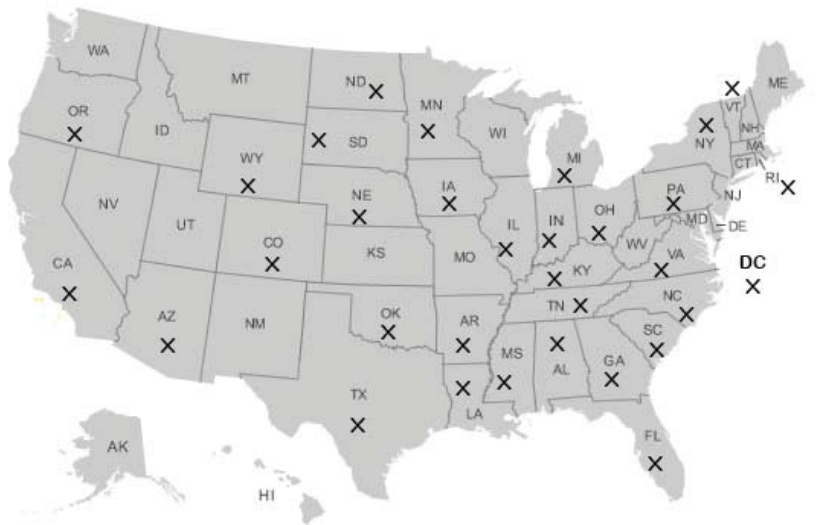 WA
MT
ND X
MN
X
OR
X
ID
WY
X
X SD
WI
MI
X
X
VT
ME
NH
X
NY
MA
CT
RI X
NV
UT
NE
X
IA
X
IL
X
IN
X
OH
X
PA
X
NJ
MD
DE
CA
X
CO
X
KS
MO
WV
VA
X
KY
X
DC
X
AZ
X
NM
OK
X
AR
X
TN X
NC
X
SC
X
TX
X
X
LA
MS
X
X
AL
GA
X
FL
X
AK
HI